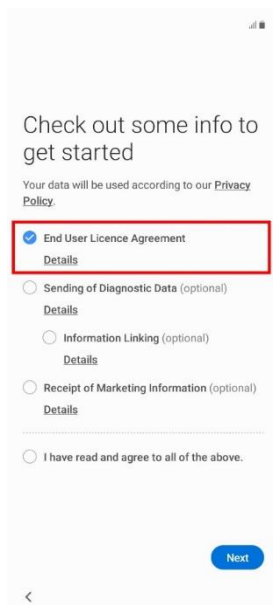 Check out some info to
get started
Your data will be used according to our Privacy
Policy.
End User Licence Agreement
Details
Sending of Diagnostic Data (optional)
Details
Information Linking (optional)
Details
Receipt of Marketing Information (optional)
Details
I have read and agree to all of the above.
Next